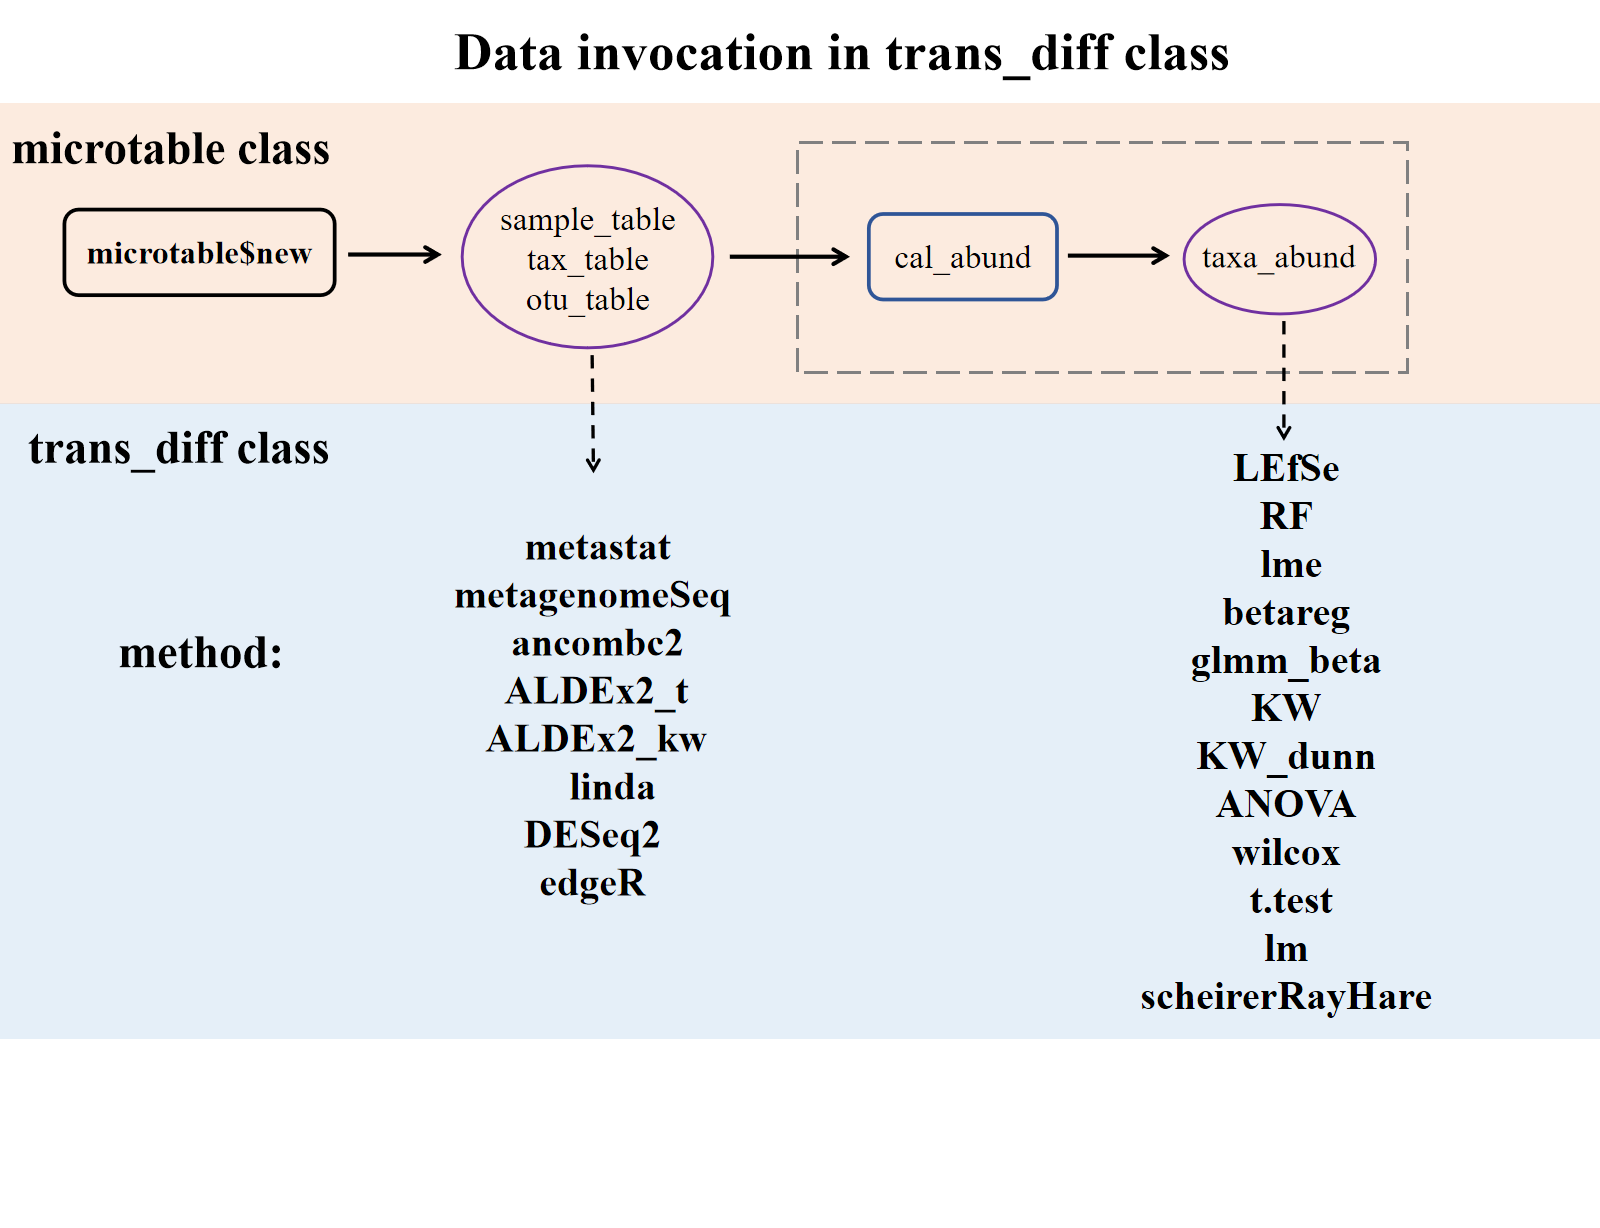 Data invocation in trans_diff class
microtable class
microtable$new
sample_table
tax_table
otu_table
cal_abund
taxa_abund
trans_diff class
method:
metastat
metagenomeSeq
ancombc2
ALDEx2_t
ALDEx2_kw
linda
DESeq2
edgeR
LEfSe
RF
lme
betareg
glmm_beta
KW
KW_dunn
ANOVA
wilcox
t.test
lm
scheirerRayHare